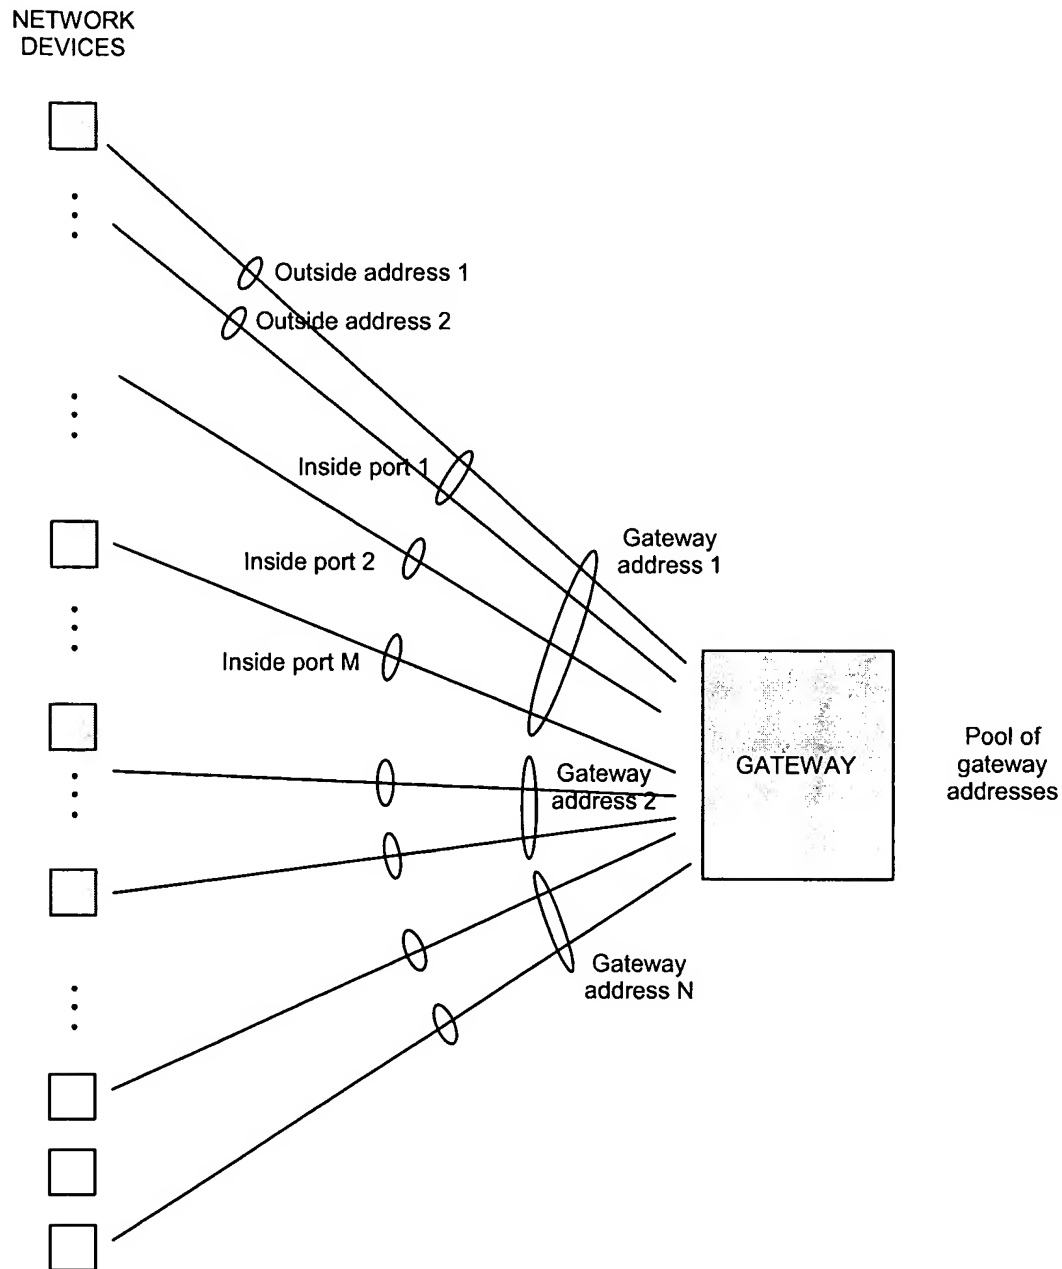 NETWORK
DEVICES
Outside address 1
Outside address 2
Inside port 1
Gateway
address 1
Inside port 2
Inside port M
Gateway
address 2
GATEWAY
Pool of
gateway
addresses
Gateway
address N